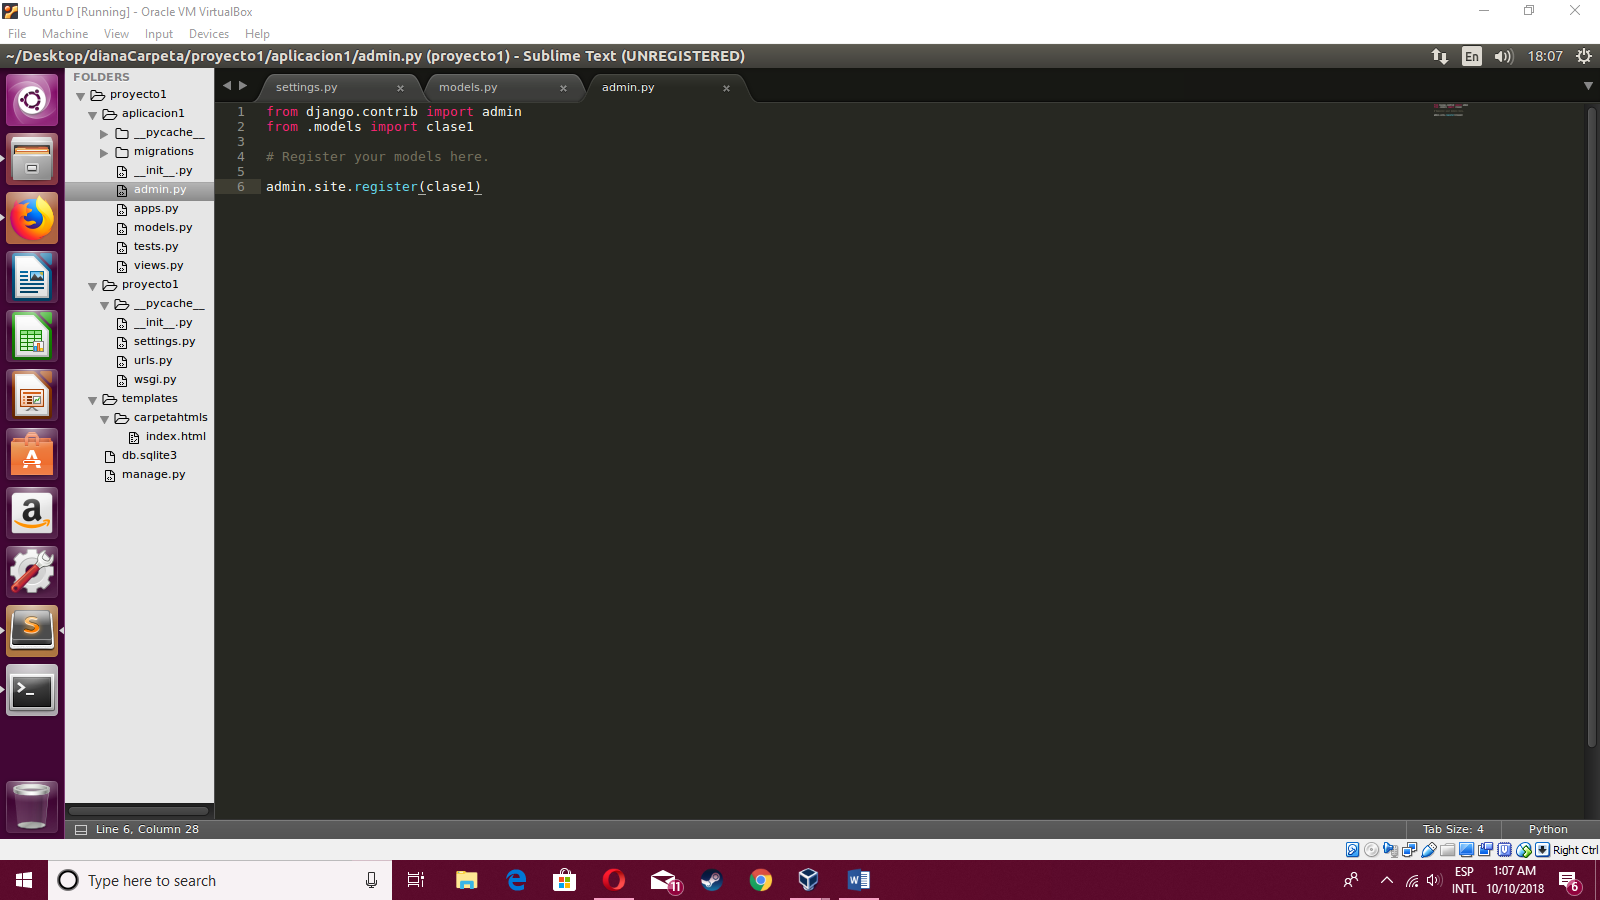 Ubuntu D [Running] - Oracle VM VirtualBox
File Machine View Input Devices Help
~/Desktop/dianaCarpeta/proyecto1/aplicacion1/admin.py (proyecto1) - Sublime Text (UNREGISTERED)
En 18:07
FOLDERS
proyecto1
aplicacion1
__pycache__
migrations
__init__.py
admin.py
apps.py
models.py
tests.py
views.py
proyecto1
__pycache__
__init__.py
settings.py
urls.py
wsgi.py
templates
carpetahtmls
index.html
db.sqlite3
manage.py
settings.py × models.py × admin.py ×
1 from django.contrib import admin
2 from .models import clase1
3
4 # Register your models here.
5
6 admin.site.register(clase1)
Line 6, Column 28
Tab Size: 4 Python
Right Ctrl
Type here to search
11
ESP
INTL
1:07 AM
10/10/2018
6